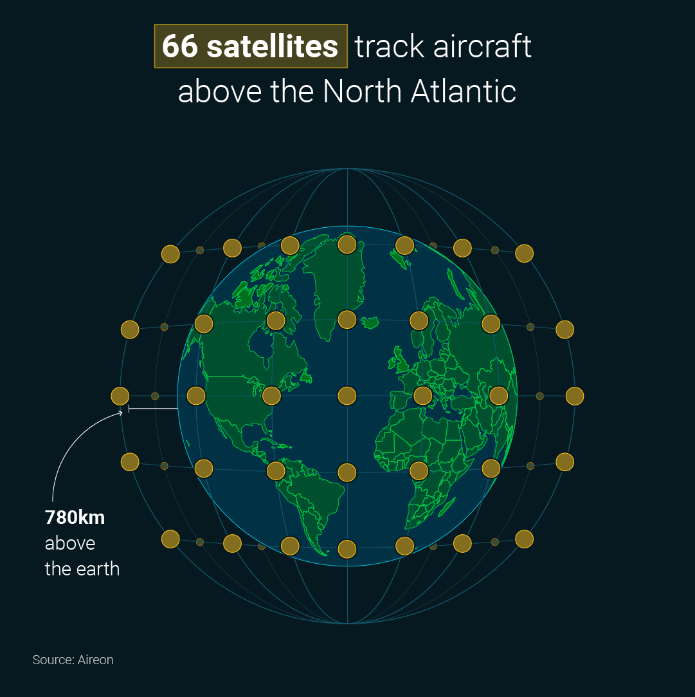 66 satellites track aircraft
above the North Atlantic
780km
above
the earth
Source: Aireon